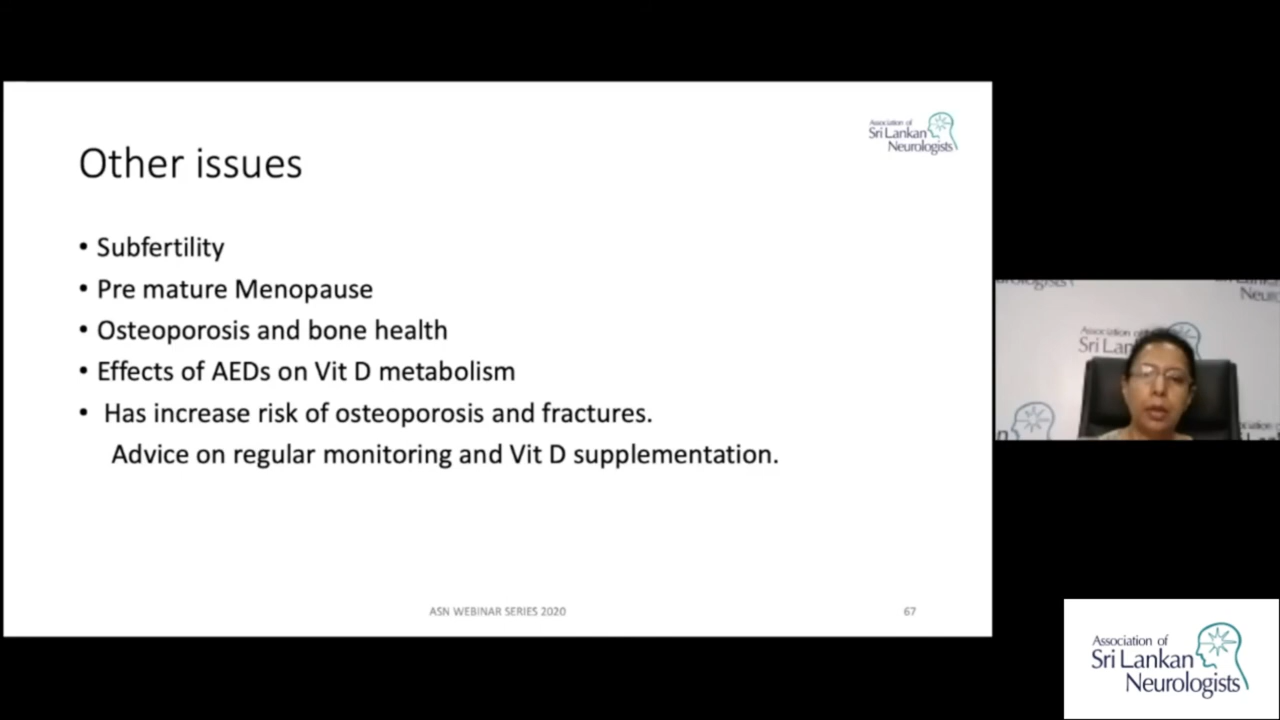 Association of
Sri Lankan
Neurologists
Other issues
• Subfertility
• Pre mature Menopause
• Osteoporosis and bone health
• Effects of AEDs on Vit D metabolism
• Has increase risk of osteoporosis and fractures.
Advice on regular monitoring and Vit D supplementation.
ASN WEBINAR SERIES 2020
67
Association of
Sri Lankan
Neurologists